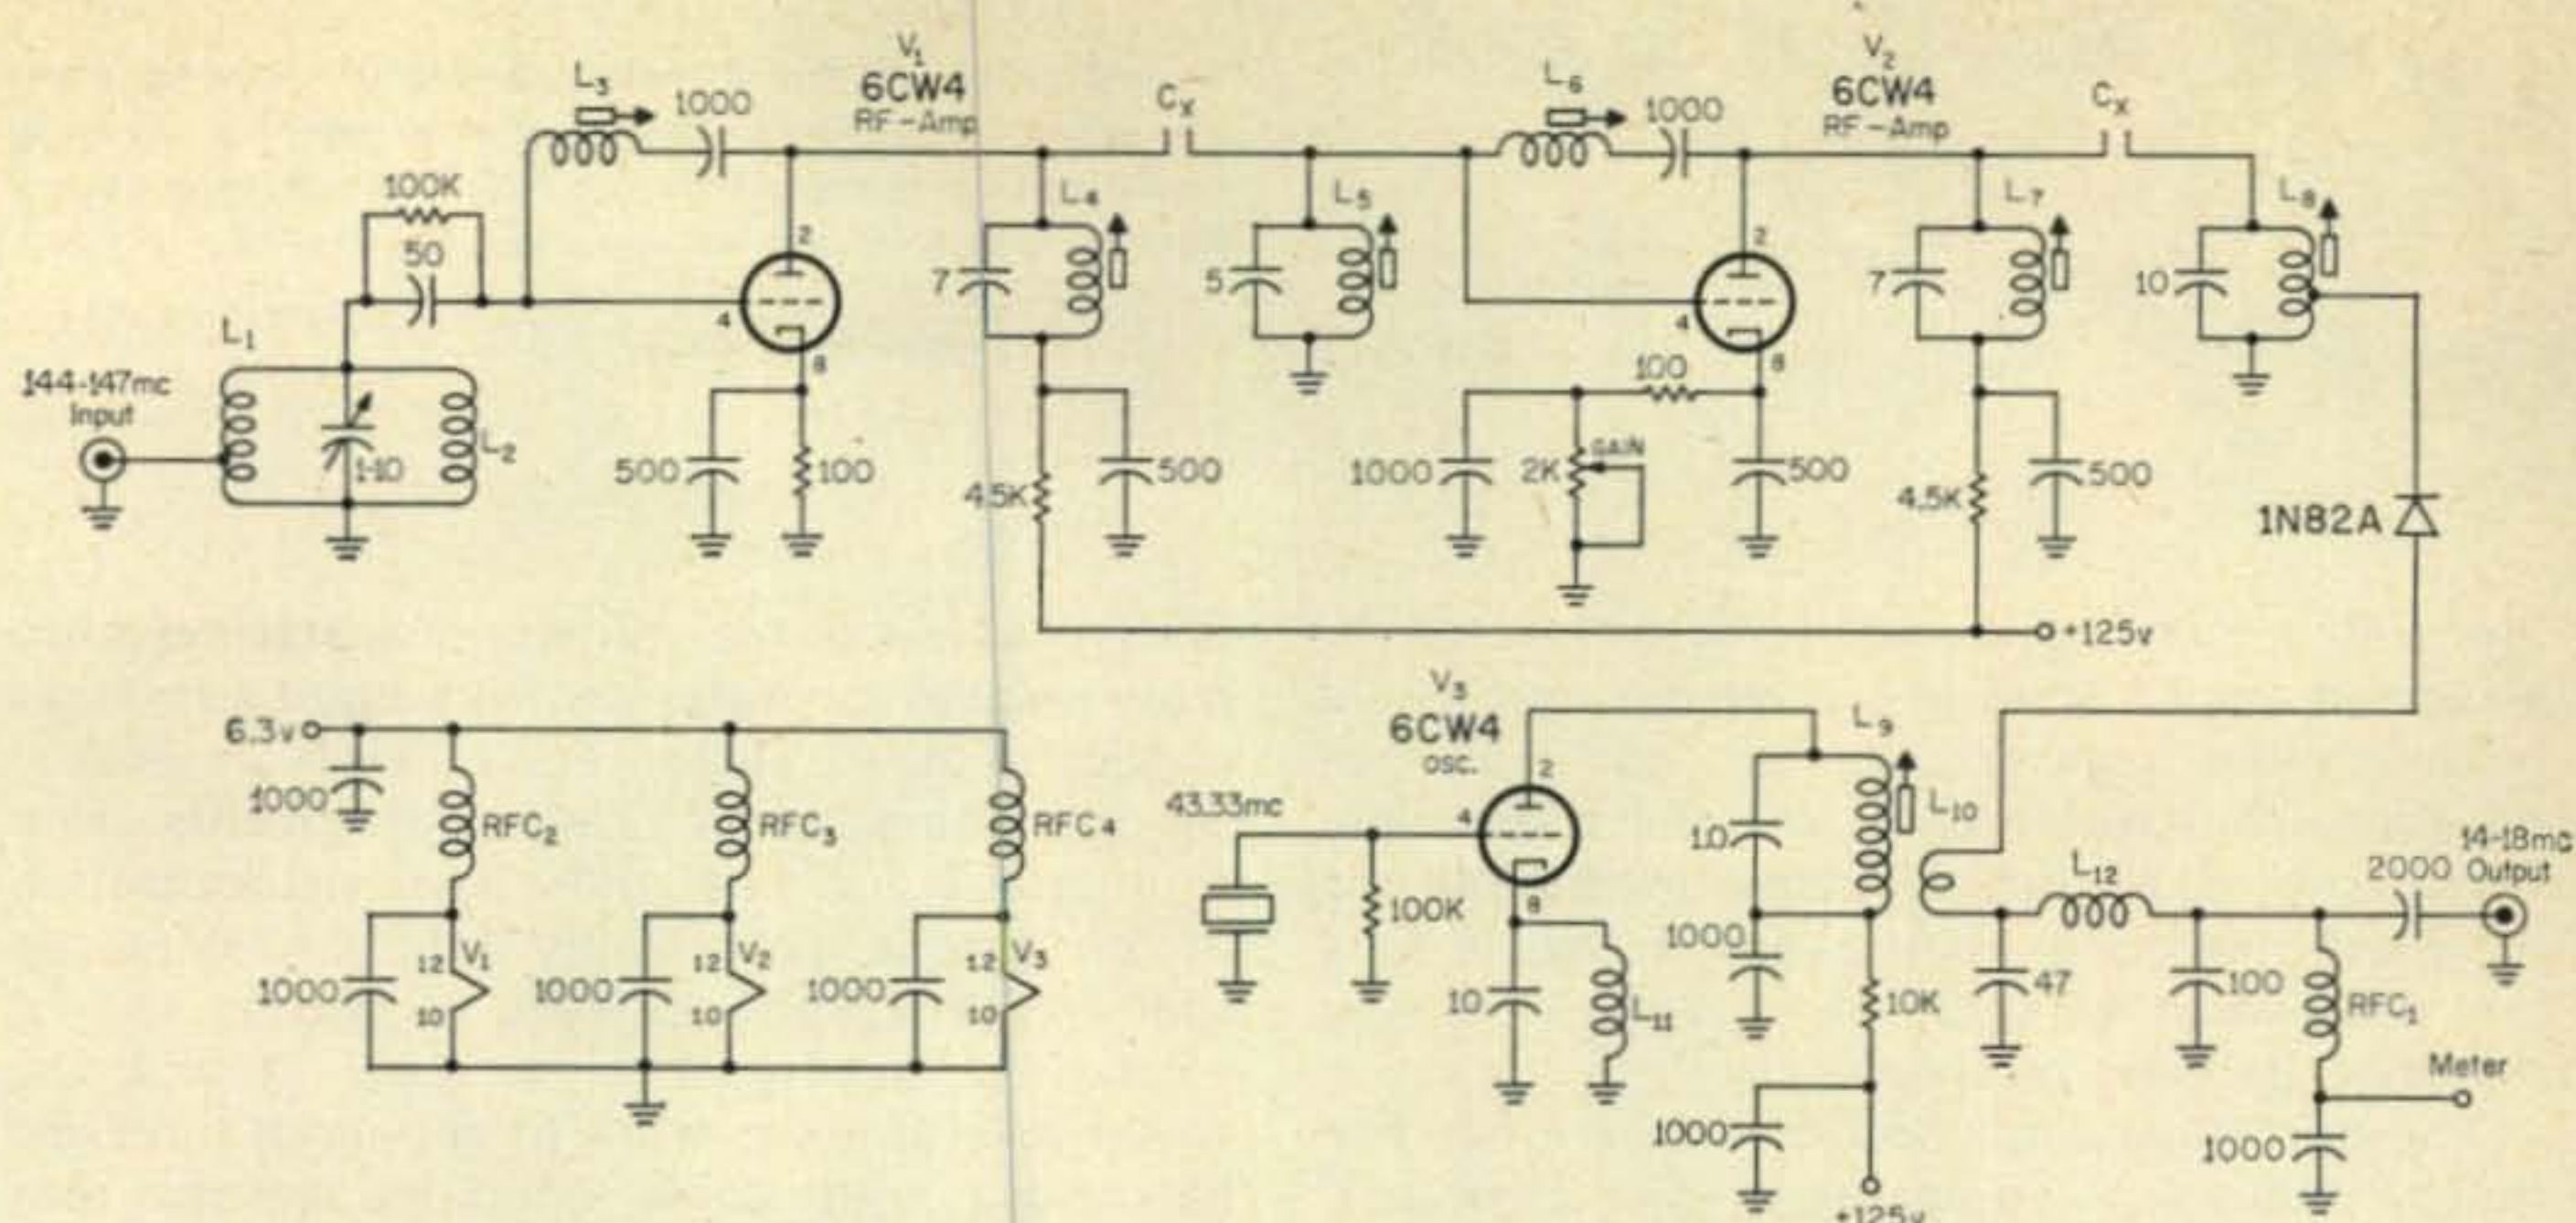 L₃
1000
V₁
6CW4
RF-Amp
Cₓ
L₆
1000
V₂
6CW4
RF-Amp
Cₓ
100K
50
L₄
L₅
L₇
L₈
2
2
7
5
7
10
4
4
8
8
L₁
144-147mc
Input
1-10
L₂
500
100
4.5K
500
100
1000
2K
GAIN
500
4.5K
500
1N82A
+125v
6.3v
1000
RFC₂
RFC₃
RFC₄
12
V₁
12
V₂
12
V₃
1000
1000
1000
10
10
10
V₃
6CW4
OSC.
2
L₉
43.33mc
4
8
100K
10
L₁₁
1.0
L₁₀
1000
10K
1000
+125v
L₁₂
47
100
2000
14-18mc
Output
RFC₁
Meter
1000